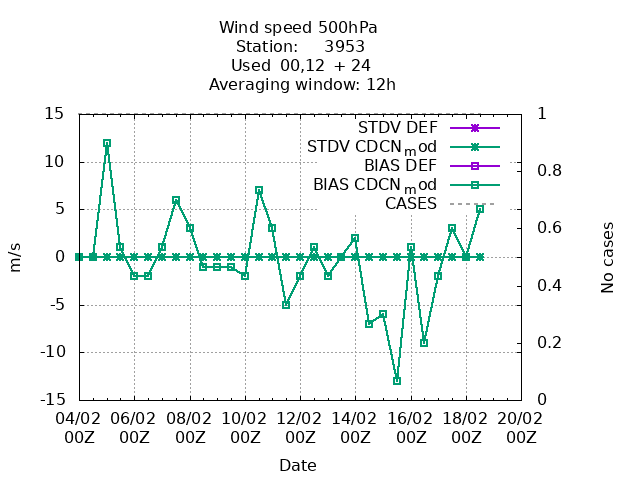 Wind speed 500hPa
Station: 3953
Used 00,12 + 24
Averaging window: 12h
15 1
STDV DEF
STDV CDCNmod
10 0.8
BIAS DEF
BIAS CDCNmod
5 CASES
0 0.6
m/s No cases
-5 0.4
-10 0.2
-15 0
04/02 06/02 08/02 10/02 12/02 14/02 16/02 18/02 20/02
00Z 00Z 00Z 00Z 00Z 00Z 00Z 00Z 00Z
Date